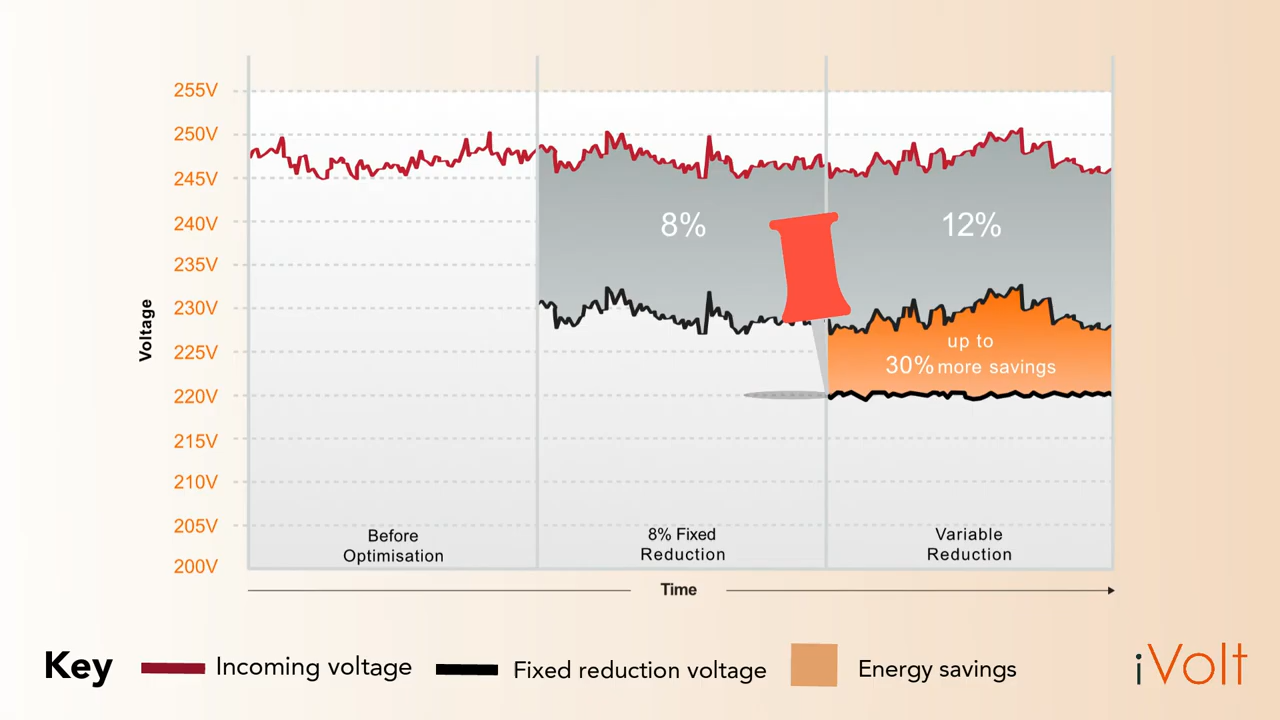 255V
250V
245V
240V
235V
230V
225V
220V
215V
210V
205V
200V
Voltage
8%
12%
up to
30% more savings
Before
Optimisation
8% Fixed
Reduction
Variable
Reduction
Time
Key
Incoming voltage
Fixed reduction voltage
Energy savings
iVolt